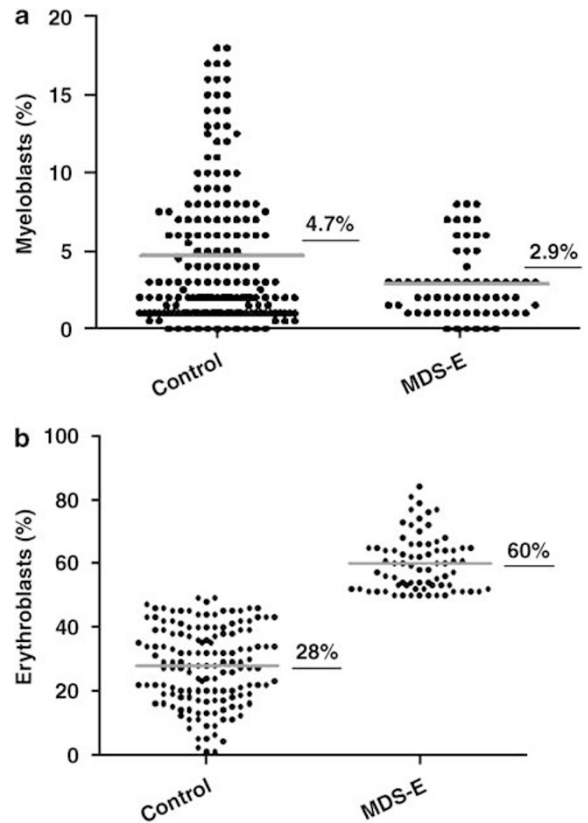 a
Myeloblasts (%)
20
15
10
5
0
4.7%
2.9%
Control
MDS-E
b
Erythroblasts (%)
100
80
60
40
20
0
28%
60%
Control
MDS-E